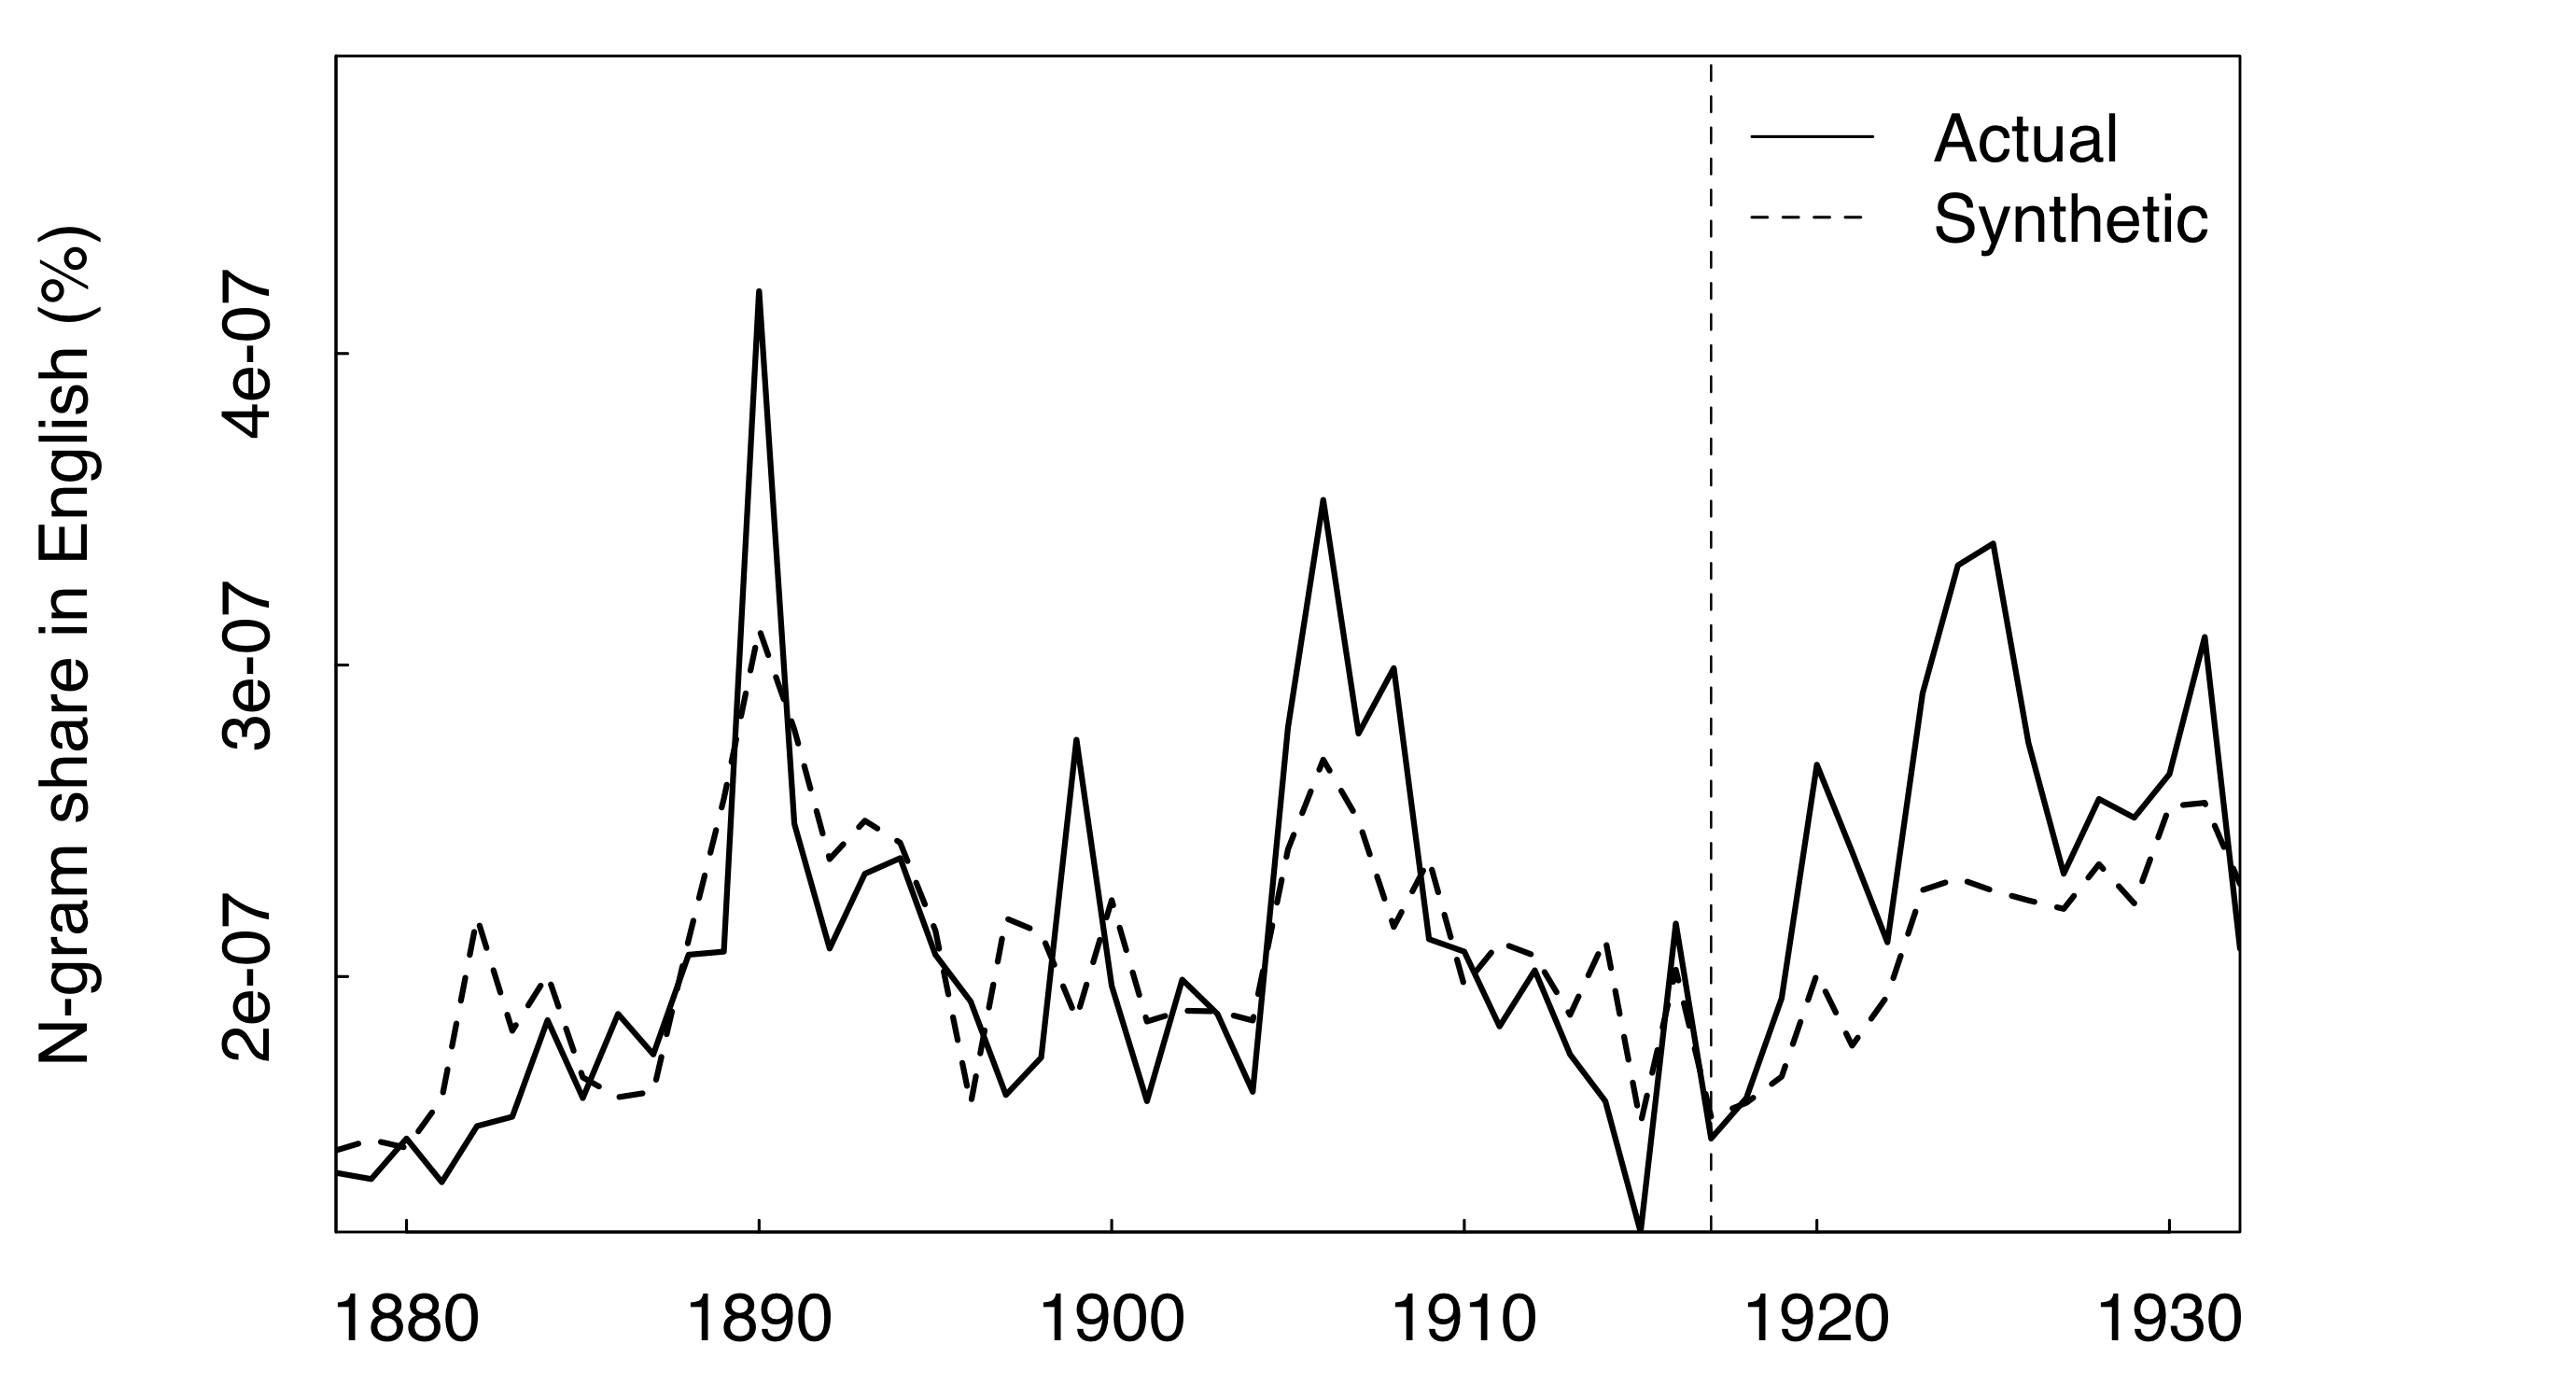 N-gram share in English (%)
4e-07
3e-07
2e-07
Actual
Synthetic
1880 1890 1900 1910 1920 1930